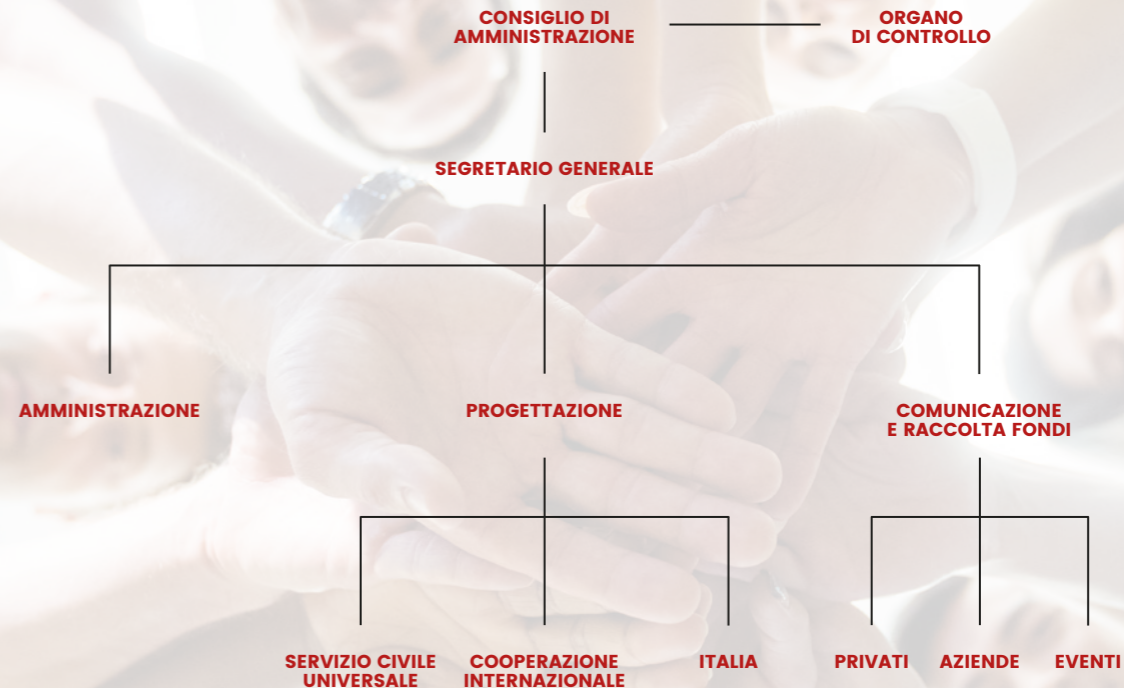 CONSIGLIO DI
AMMINISTRAZIONE
ORGANO
DI CONTROLLO
SEGRETARIO GENERALE
AMMINISTRAZIONE
PROGETTAZIONE
COMUNICAZIONE
E RACCOLTA FONDI
SERVIZIO CIVILE
UNIVERSALE
COOPERAZIONE
INTERNAZIONALE
ITALIA
PRIVATI
AZIENDE
EVENTI